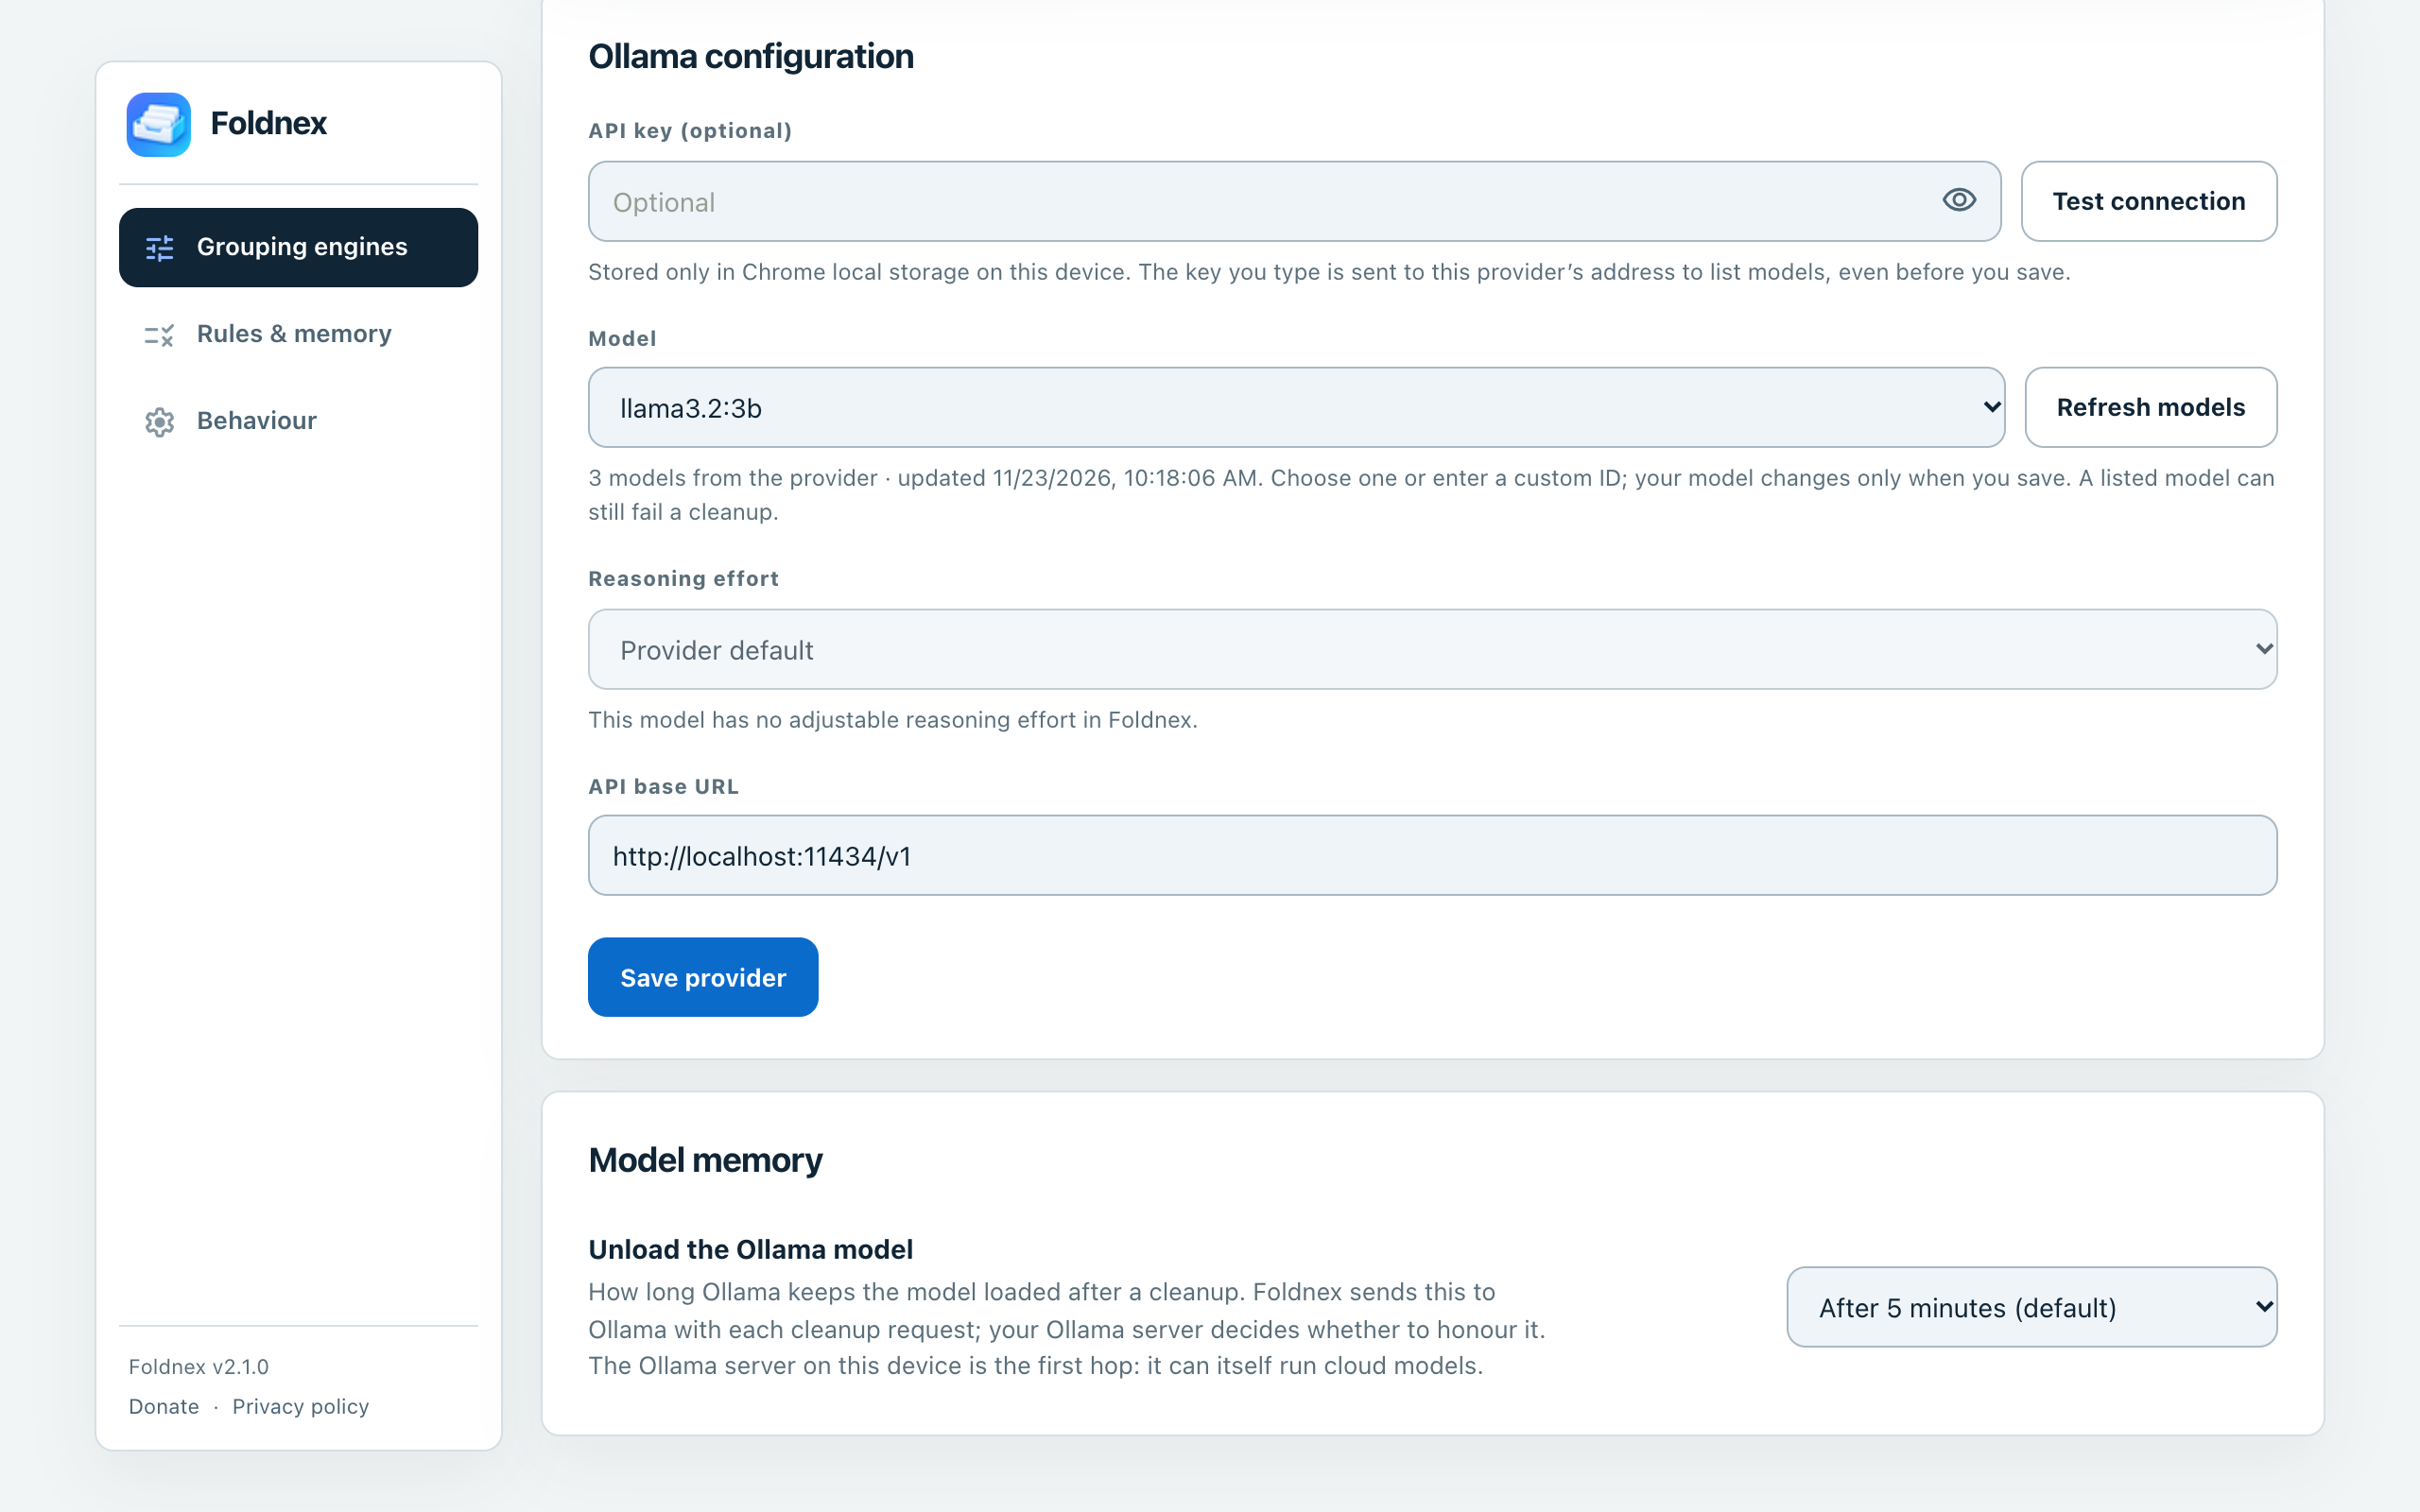 Foldnex
Grouping engines
Rules & memory
Behaviour
Foldnex v2.1.0
Donate · Privacy policy
Ollama configuration
API key (optional)
Optional
Test connection
Stored only in Chrome local storage on this device. The key you type is sent to this provider’s address to list models, even before you save.
Model
llama3.2:3b
Refresh models
3 models from the provider · updated 11/23/2026, 10:18:06 AM. Choose one or enter a custom ID; your model changes only when you save. A listed model can
still fail a cleanup.
Reasoning effort
Provider default
This model has no adjustable reasoning effort in Foldnex.
API base URL
http://localhost:11434/v1
Save provider
Model memory
Unload the Ollama model
How long Ollama keeps the model loaded after a cleanup. Foldnex sends this to
Ollama with each cleanup request; your Ollama server decides whether to honour it.
The Ollama server on this device is the first hop: it can itself run cloud models.
After 5 minutes (default)